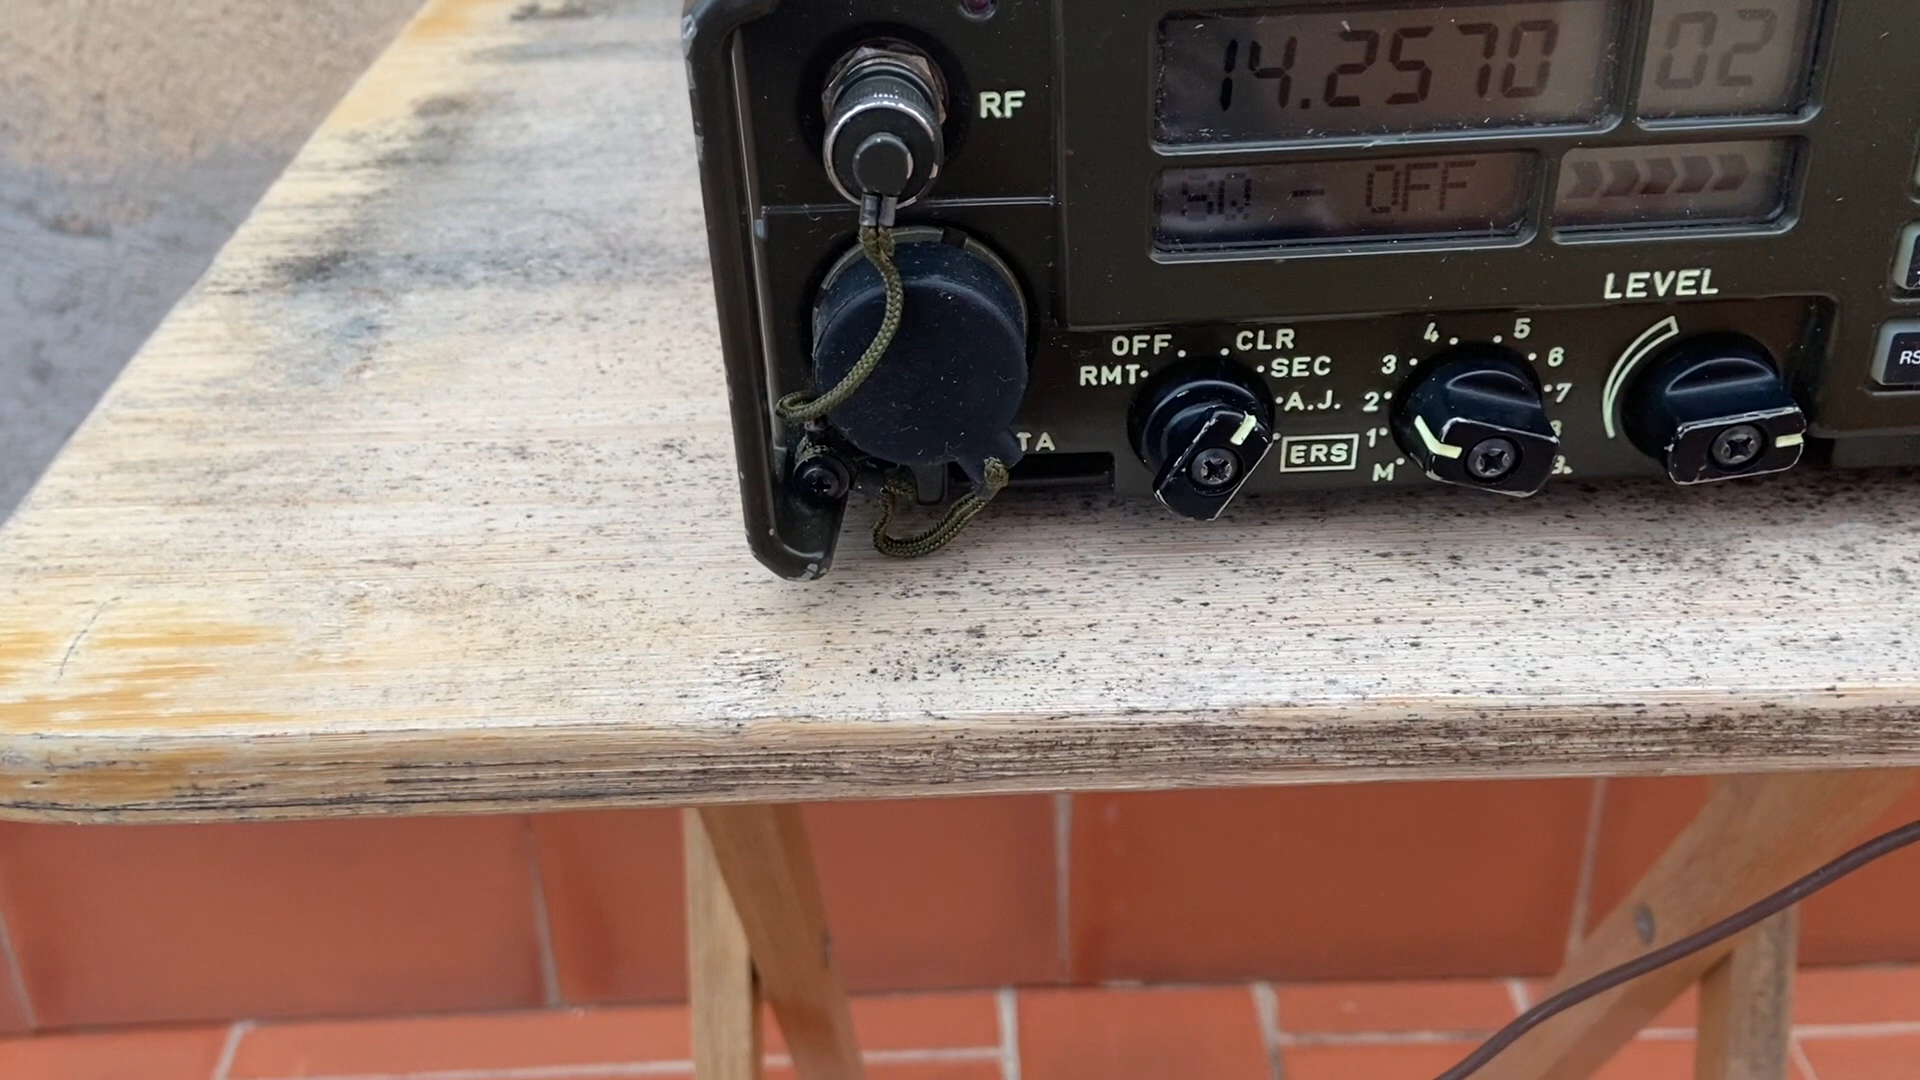 RF
14.2570
02
SQ - OFF
LEVEL
OFF
CLR
RMT
SEC
A.J.
ERS
M
1
2
3
4
5
6
7
TA